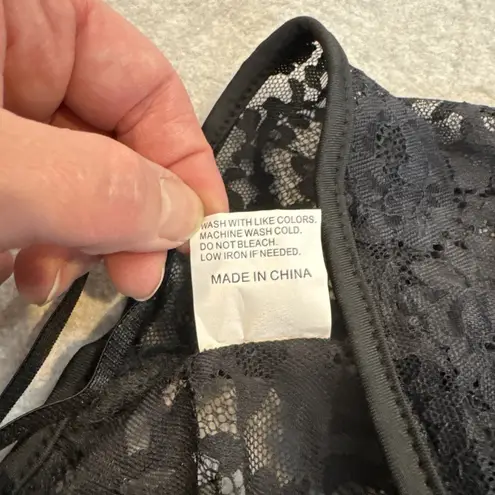 WASH WITH LIKE COLORS.
MACHINE WASH COLD.
DO NOT BLEACH.
LOW IRON IF NEEDED.
MADE IN CHINA